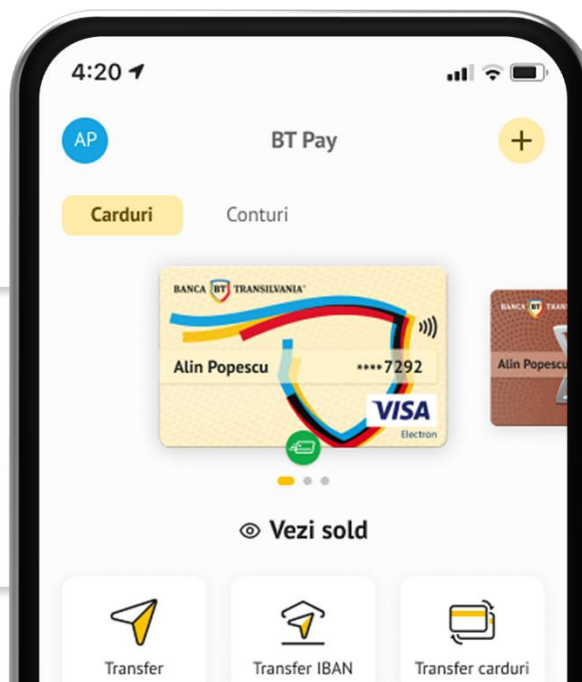 4:20
AP
BT Pay
Carduri
Conturi
BANCA BT TRANSILVANIA
Alin Popescu
****7292
VISA
Electron
BANCA BT
Alin Popescu
Vezi sold
Transfer
Transfer IBAN
Transfer carduri